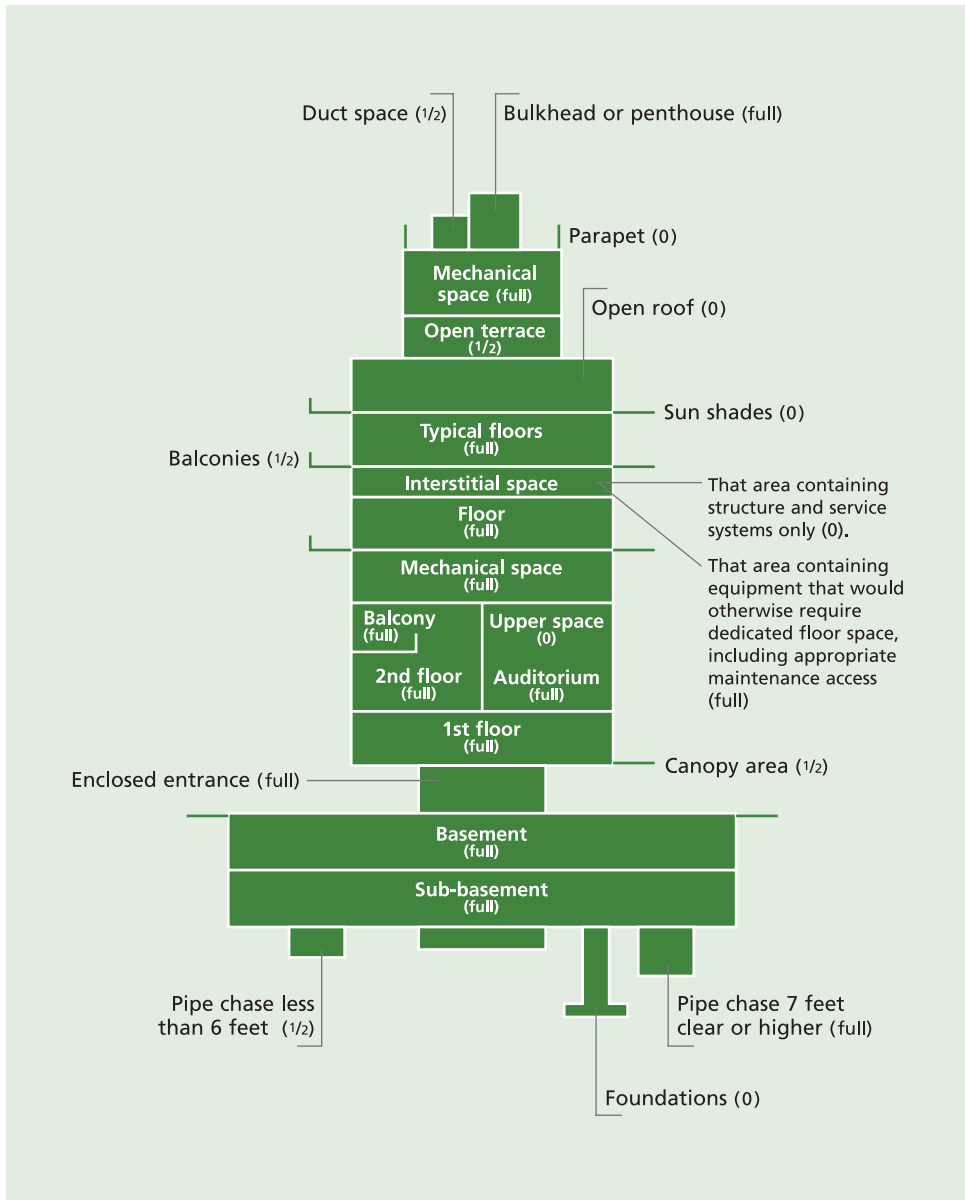 Duct space (1/2)
Bulkhead or penthouse (full)
Parapet (0)
Mechanical
space (full)
Open roof (0)
Open terrace
(1/2)
Sun shades (0)
Typical floors
(full)
Balconies (1/2)
Interstitial space
That area containing
structure and service
systems only (0).
Floor
(full)
That area containing
equipment that would
otherwise require
dedicated floor space,
including appropriate
maintenance access
(full)
Mechanical space
(full)
Balcony
(full)
Upper space
(0)
2nd floor
(full)
Auditorium
(full)
1st floor
(full)
Canopy area (1/2)
Enclosed entrance (full)
Basement
(full)
Sub-basement
(full)
Pipe chase less
than 6 feet (1/2)
Pipe chase 7 feet
clear or higher (full)
Foundations (0)